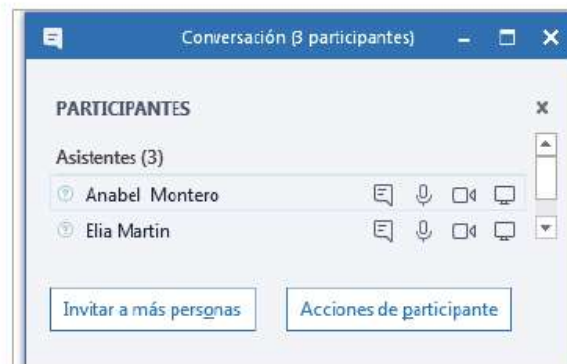 Conversación (3 participantes)
PARTICIPANTES
Asistentes (3)
Anabel Montero
Elia Martin
Invitar a más personas
Acciones de participante